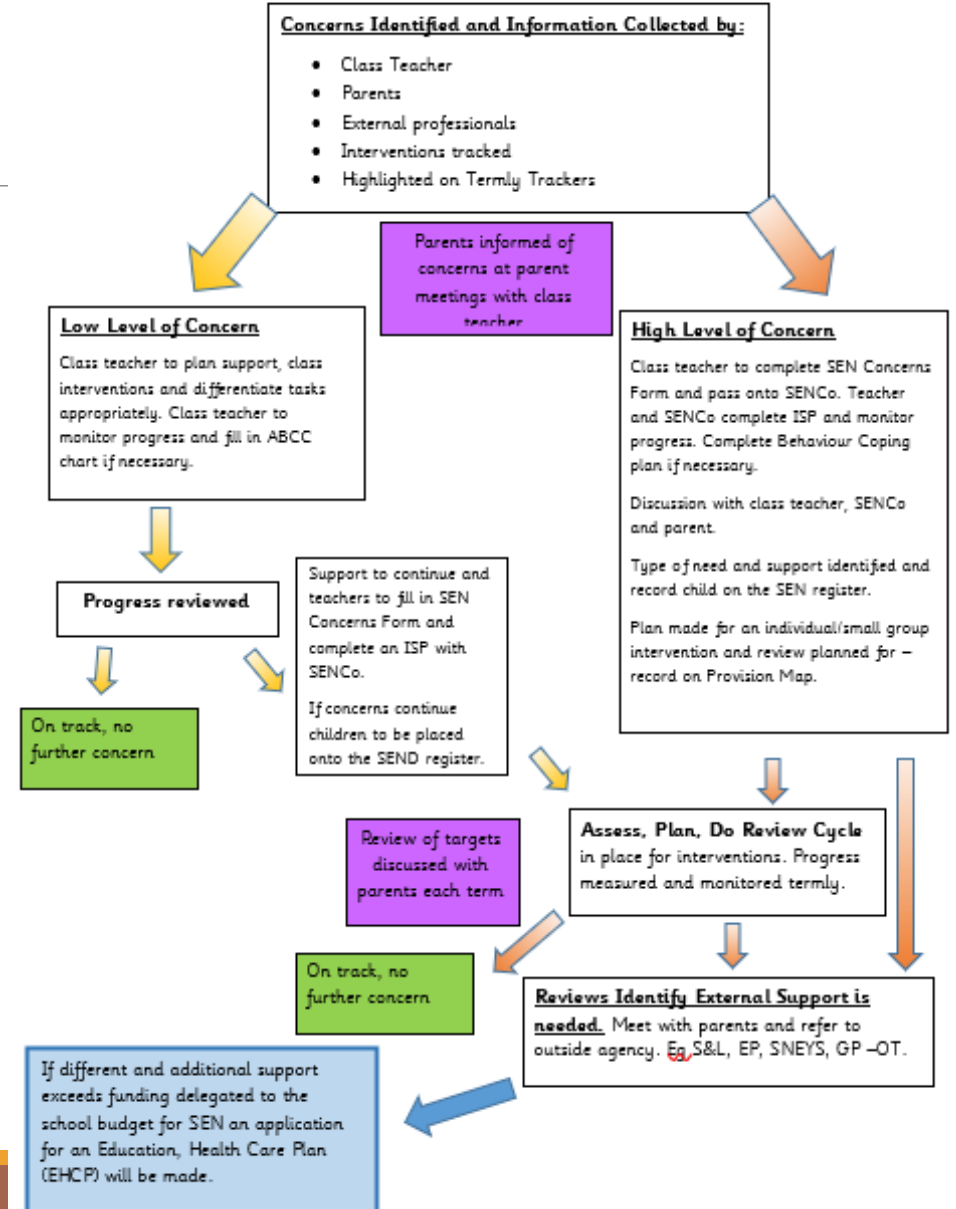 Concerns Identified and Information Collected by:
• Class Teacher
• Parents
• External professionals
• Interventions tracked
• Highlighted on Termly Trackers
Parents informed of
concerns at parent
meetings with class
teacher
Low Level of Concern
Class teacher to plan support, class
interventions and differentiate tasks
appropriately. Class teacher to
monitor progress and fill in ABCC
chart if necessary.
High Level of Concern
Class teacher to complete SEN Concerns
Form and pass onto SENCo. Teacher
and SENCo complete ISP and monitor
progress. Complete Behaviour Coping
plan if necessary.
Discussion with class teacher, SENCo
and parent.
Type of need and support identified and
record child on the SEN register.
Plan made for an individual/small group
intervention and review planned for –
record on Provision Map.
Progress reviewed
Support to continue and
teachers to fill in SEN
Concerns Form and
complete an ISP with
SENCo.
If concerns continue
children to be placed
onto the SEND register.
On track, no
further concern
Assess, Plan, Do Review Cycle
in place for interventions. Progress
measured and monitored termly.
Review of targets
discussed with
parents each term
On track, no
further concern
Reviews Identify External Support is
needed. Meet with parents and refer to
outside agency. Eg S&L, EP, SNEYS, GP –OT.
If different and additional support
exceeds funding delegated to the
school budget for SEN an application
for an Education, Health Care Plan
(EHCP) will be made.